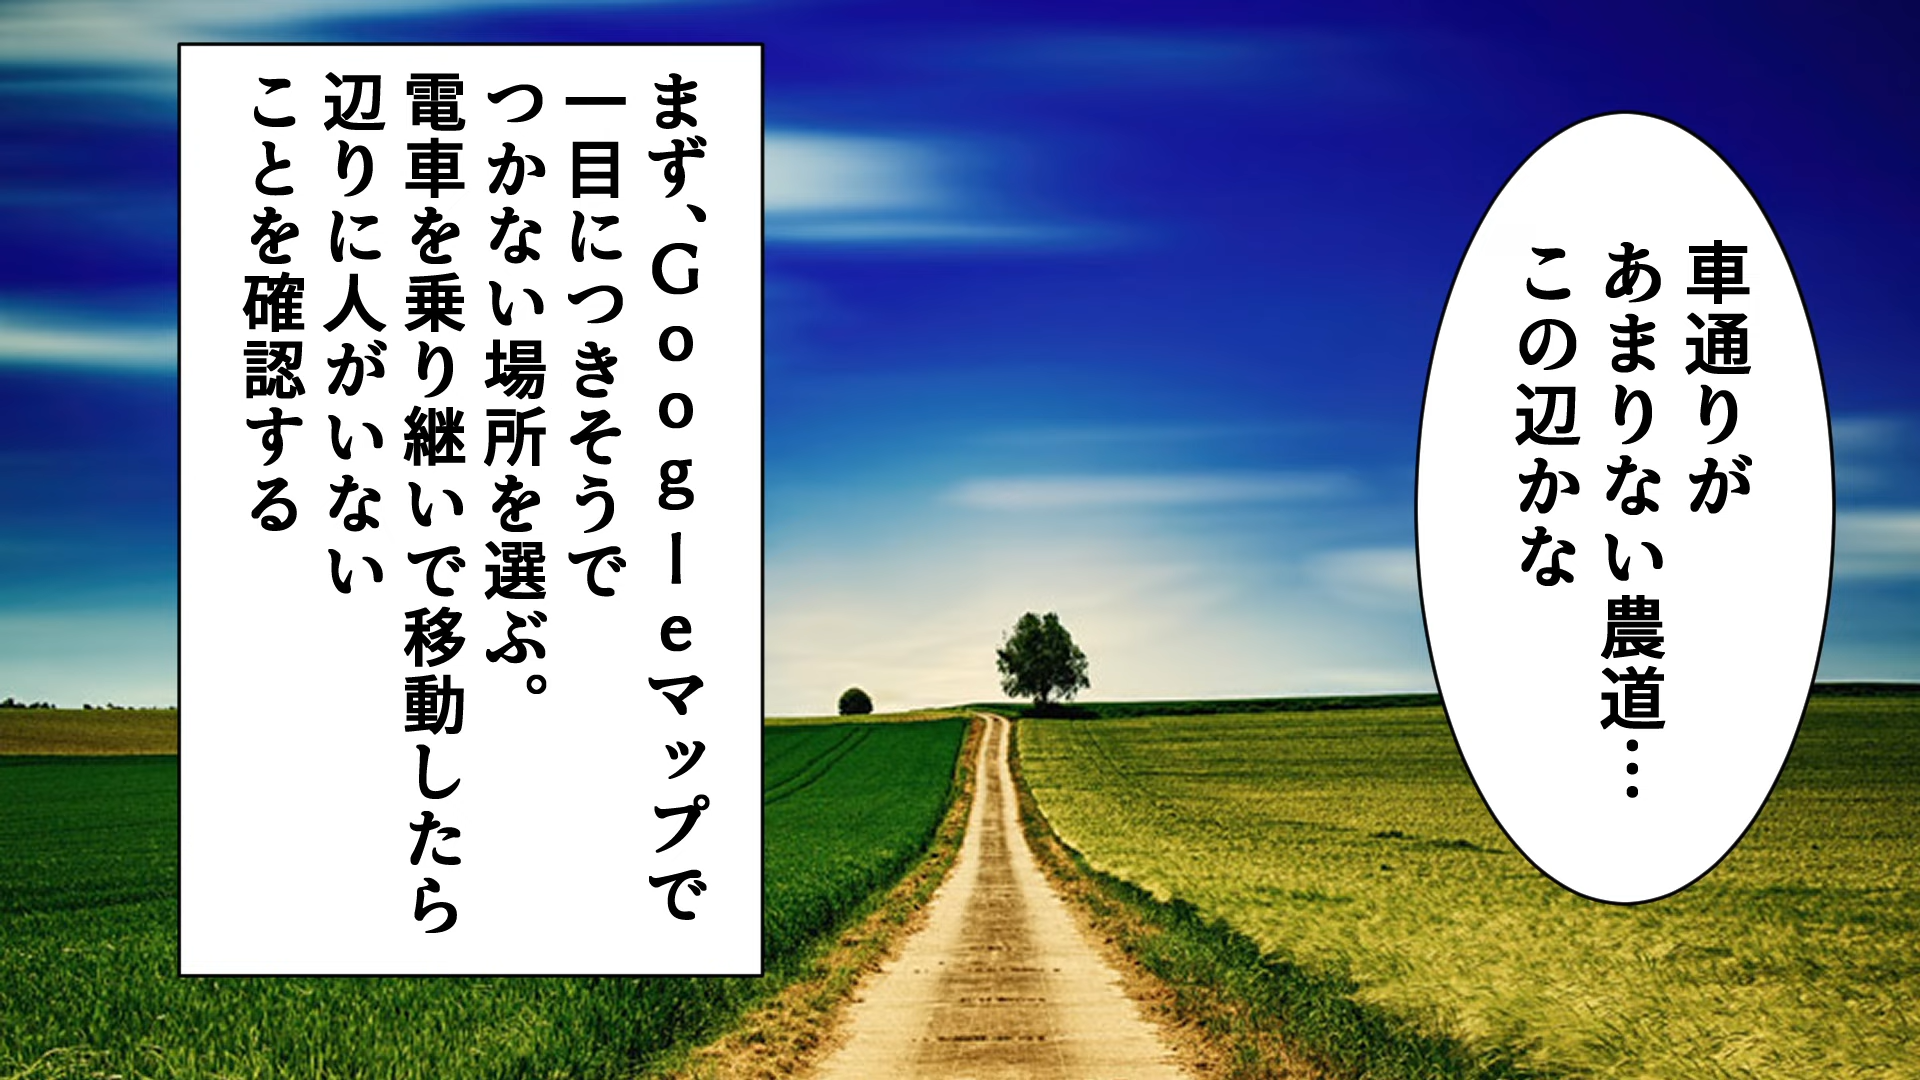 車通りが
あまりない農道…
この辺かな
まず、Googleマップで
一目につきそうで
つかない場所を選ぶ。
電車を乗り継いで移動したら
辺りに人がいない
ことを確認する